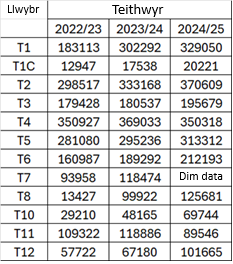 Llwybr Teithwyr
2022/23 2023/24 2024/25
T1 183113 302292 329050
T1C 12947 17538 20221
T2 298517 333168 370609
T3 179428 180537 195679
T4 350927 369033 350318
T5 281080 295236 313312
T6 160987 189292 212193
T7 93958 118474 Dim data
T8 13427 99922 125681
T10 29210 48165 69744
T11 109322 118886 89546
T12 57722 67180 101665